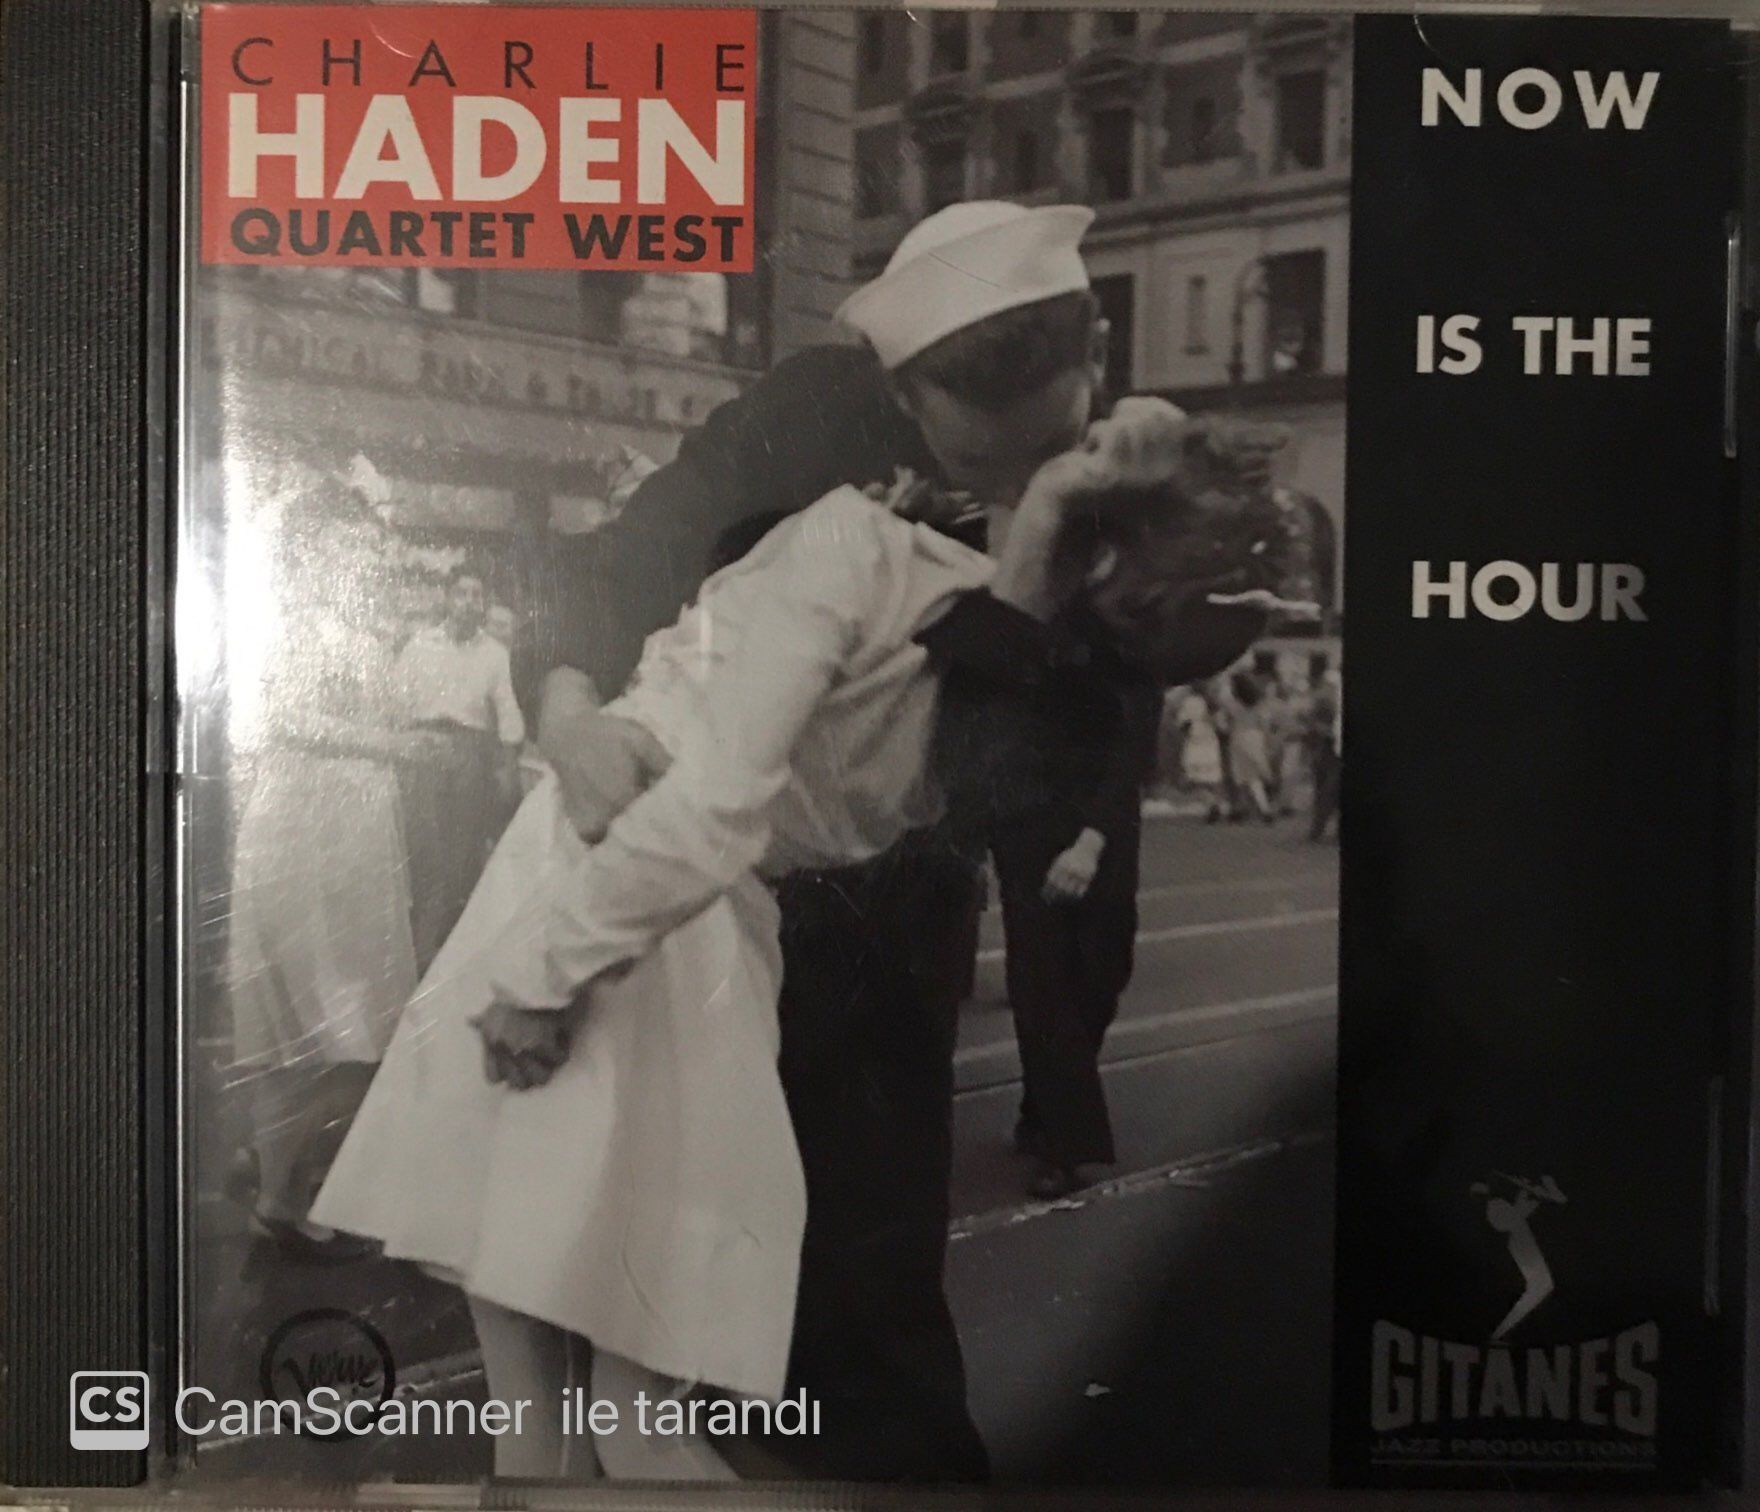 CHARLIE
HADEN
QUARTET WEST
NOW
IS THE
HOUR
Verve
GITANES
JAZZ PRODUCTIONS
CS CamScanner ile tarandı